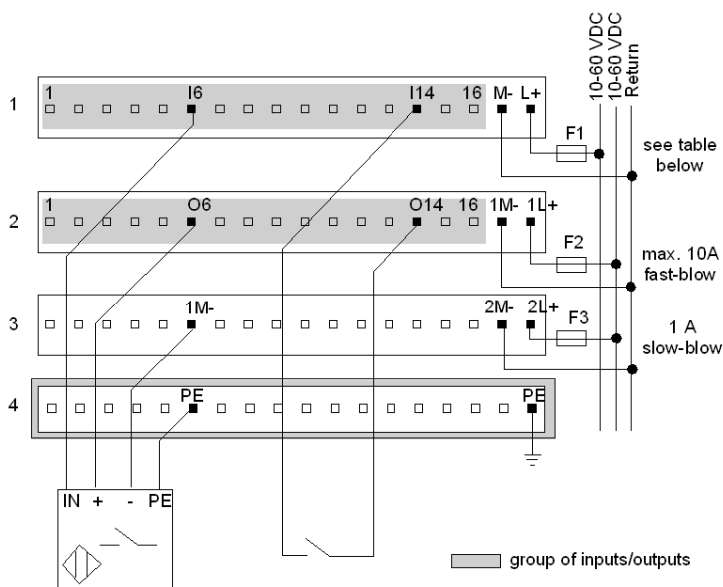 10-60 VDC
10-60 VDC
Return
1 I6 I14 16 M- L+
1
F1
see table
below
1 O6 O14 16 1M- 1L+
2
F2
max. 10A
fast-blow
1M- 2M- 2L+
3
F3
1 A
slow-blow
PE PE
4
IN + - PE
group of inputs/outputs